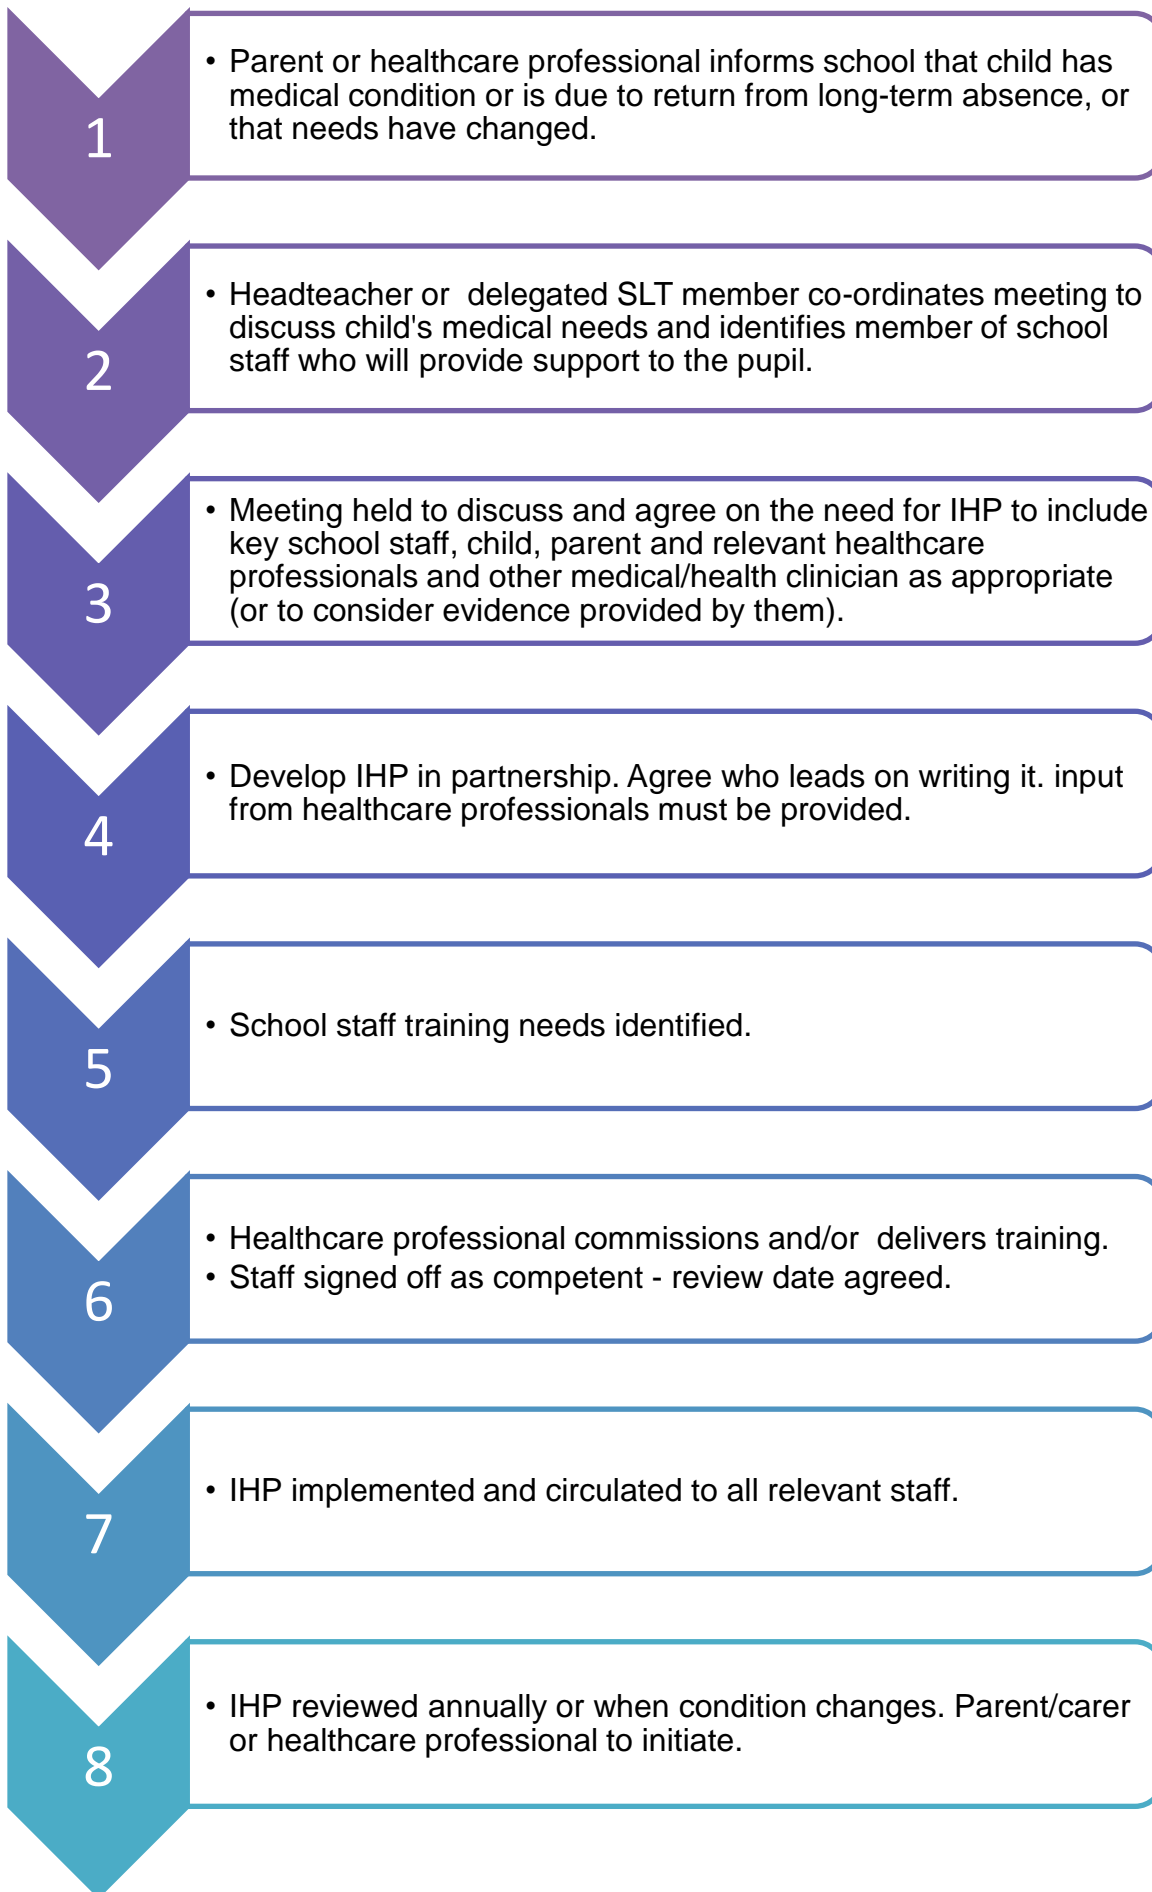 1
• Parent or healthcare professional informs school that child has
medical condition or is due to return from long-term absence, or
that needs have changed.
2
• Headteacher or  delegated SLT member co-ordinates meeting to
discuss child's medical needs and identifies member of school
staff who will provide support to the pupil.
3
• Meeting held to discuss and agree on the need for IHP to include
key school staff, child, parent and relevant healthcare
professionals and other medical/health clinician as appropriate
(or to consider evidence provided by them).
4
• Develop IHP in partnership. Agree who leads on writing it. input
from healthcare professionals must be provided.
5
• School staff training needs identified.
6
• Healthcare professional commissions and/or  delivers training.
• Staff signed off as competent - review date agreed.
7
• IHP implemented and circulated to all relevant staff.
8
• IHP reviewed annually or when condition changes. Parent/carer
or healthcare professional to initiate.